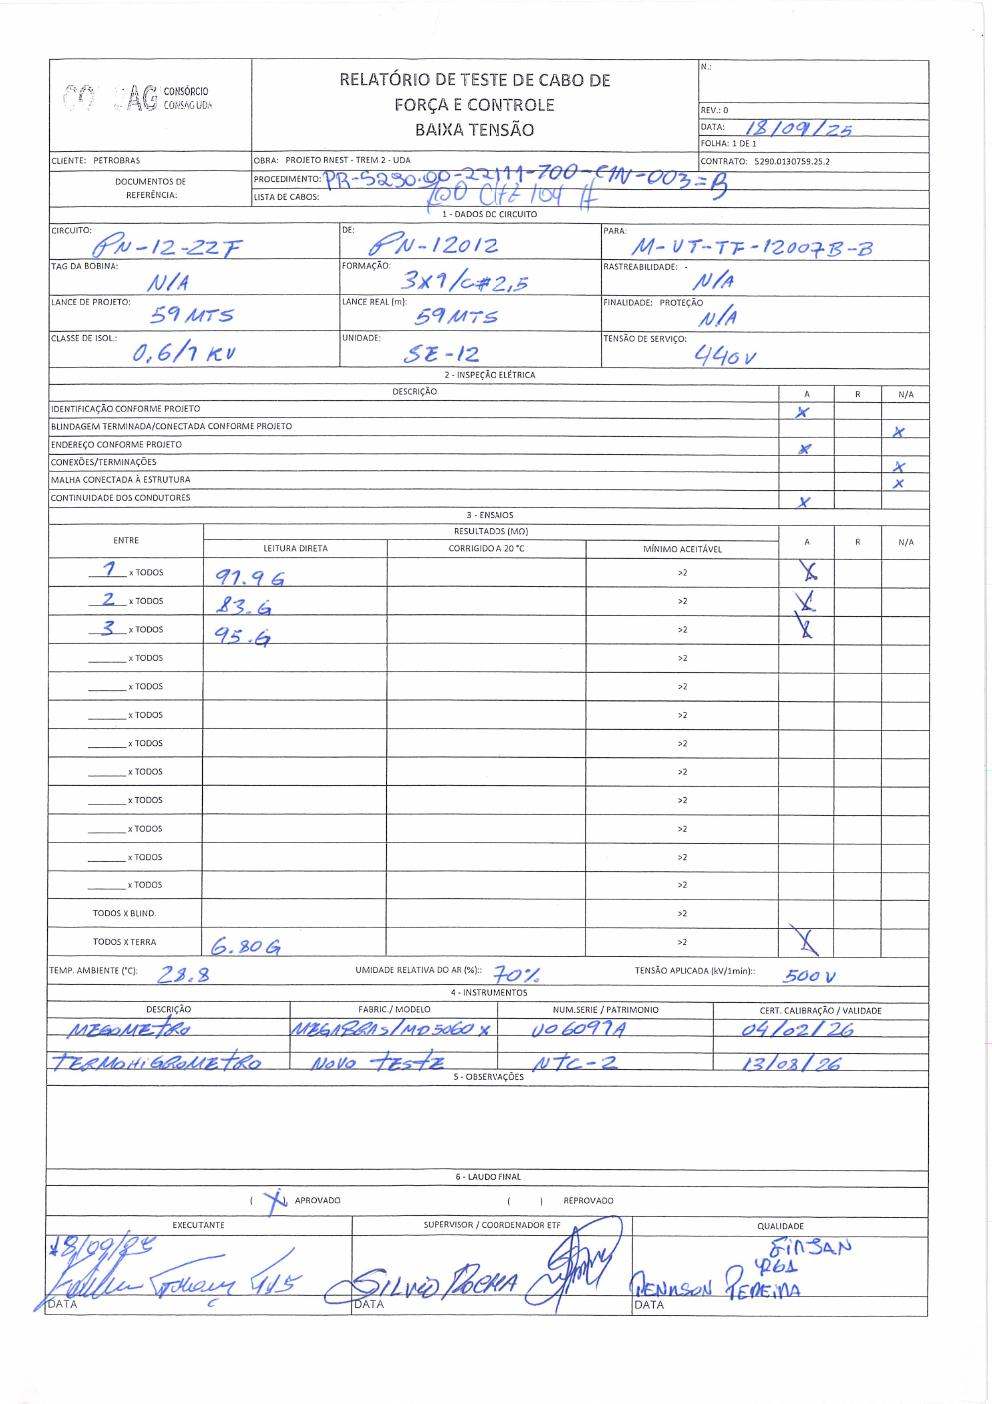 CONSÓRCIO
CONSAG UDA
RELATÓRIO DE TESTE DE CABO DE
FORÇA E CONTROLE
BAIXA TENSÃO
N.:
REV.: 0
DATA: 18/09/25
FOLHA: 1 DE 1
CLIENTE: PETROBRAS
OBRA: PROJETO RNEST - TREM 2 - UDA
CONTRATO: 5290.0130759.25.2
DOCUMENTOS DE
REFERÊNCIA:
PROCEDIMENTO: PR-5290.00-22111-700-CIN-003=B
LISTA DE CABOS:
1 - DADOS DC CIRCUITO
CIRCUITO: PN-12-22F
DE: PN-12012
PARA: M-UT-TF-12007B-B
TAG DA BOBINA: N/A
FORMAÇÃO: 3x1/c#2,5
RASTREABILIDADE: - N/A
LANCE DE PROJETO: 59 MTS
LANCE REAL (m): 59 MTS
FINALIDADE: PROTEÇÃO N/A
CLASSE DE ISOL.: 0,6/1 KV
UNIDADE: SE-12
TENSÃO DE SERVIÇO: 440V
2 - INSPEÇÃO ELÉTRICA
DESCRIÇÃO A R N/A
IDENTIFICAÇÃO CONFORME PROJETO X
BLINDAGEM TERMINADA/CONECTADA CONFORME PROJETO X
ENDEREÇO CONFORME PROJETO X
CONEXÕES/TERMINAÇÕES X
MALHA CONECTADA À ESTRUTURA X
CONTINUIDADE DOS CONDUTORES X
3 - ENSAIOS
ENTRE RESULTADOS (MΩ) A R N/A
LEITURA DIRETA CORRIGIDO A 20 °C MÍNIMO ACEITÁVEL
1 x TODOS 91.9 G >2 X
2 x TODOS 83.G >2 X
3 x TODOS 95.G >2 X
x TODOS >2
x TODOS >2
x TODOS >2
x TODOS >2
x TODOS >2
x TODOS >2
x TODOS >2
x TODOS >2
x TODOS >2
TODOS X BLIND. >2
TODOS X TERRA 6.80G >2 X
TEMP. AMBIENTE (°C): 28.8 UMIDADE RELATIVA DO AR (%):: 70% TENSÃO APLICADA (kV/1min):: 500 V
4 - INSTRUMENTOS
DESCRIÇÃO FABRIC./ MODELO NUM.SERIE / PATRIMONIO CERT. CALIBRAÇÃO / VALIDADE
MEGOMETRO MEGABRAS/MD5060 X UO6097A 04/02/26
TERMOHIGROMETRO NOVO TESTE NTC-2 13/08/26
5 - OBSERVAÇÕES
6 - LAUDO FINAL
( X ) APROVADO ( ) REPROVADO
EXECUTANTE SUPERVISOR / COORDENADOR ETF QUALIDADE
18/09/25
SILVIO ROCHA
PEREIRA
DATA DATA DATA